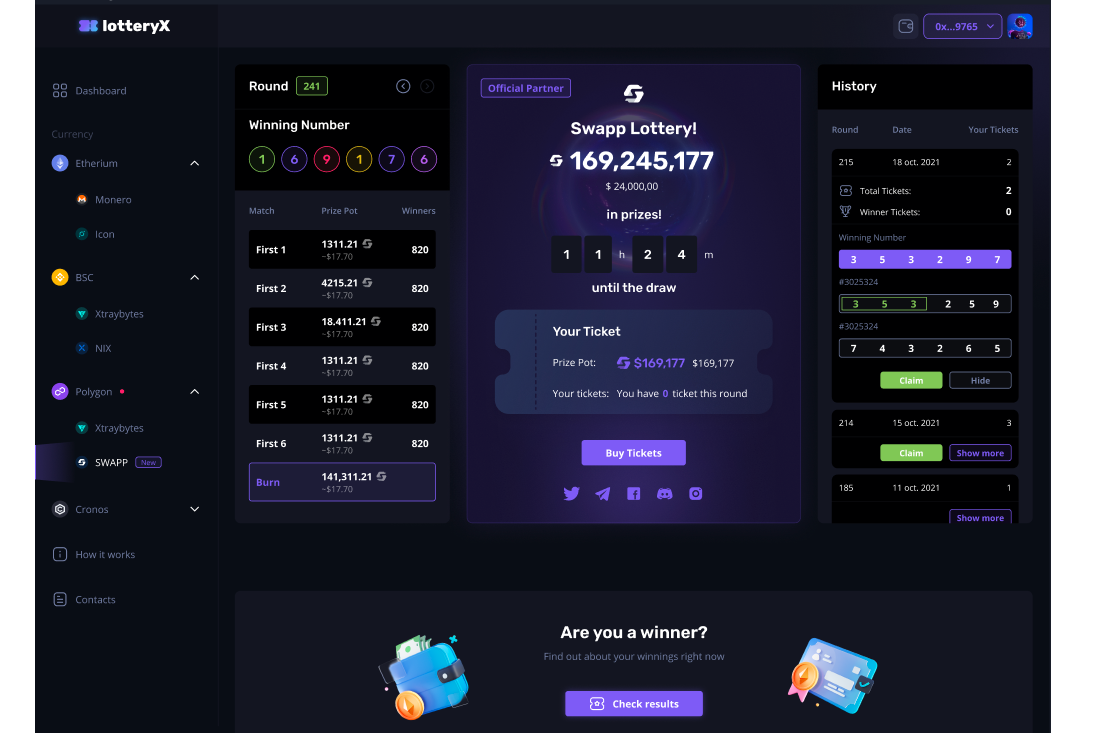 lotteryX
0x...9765
Dashboard
Currency
Etherium
Monero
Icon
BSC
Xtraybytes
NIX
Polygon
Xtraybytes
SWAPP New
Cronos
How it works
Contacts
Round 241
Winning Number
1 6 9 1 7 6
Match Prize Pot Winners
First 1 1311.21 820
~$17.70
First 2 4215.21 820
~$17.70
First 3 18.411.21 820
~$17.70
First 4 1311.21 820
~$17.70
First 5 1311.21 820
~$17.70
First 6 1311.21 820
~$17.70
Burn 141,311.21
~$17.70
Official Partner
Swapp Lottery!
169,245,177
$ 24,000,00
in prizes!
1 1 h 2 4 m
until the draw
Your Ticket
Prize Pot: $169,177 $169,177
Your tickets: You have 0 ticket this round
Buy Tickets
History
Round Date Your Tickets
215 18 oct. 2021 2
Total Tickets: 2
Winner Tickets: 0
Winning Number
3 5 3 2 9 7
#3025324
3 5 3 2 5 9
#3025324
7 4 3 2 6 5
Claim Hide
214 15 oct. 2021 3
Claim Show more
185 11 oct. 2021 1
Show more
Are you a winner?
Find out about your winnings right now
Check results